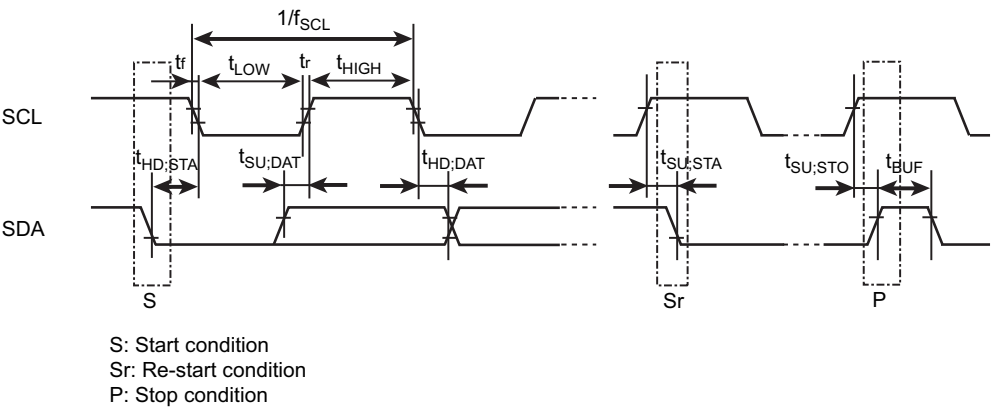 1/fSCL
tf tLOW tr tHIGH
SCL
tHD;STA tSU;DAT tHD;DAT tSU;STA tSU;STO tBUF
SDA
S Sr P
S: Start condition
Sr: Re-start condition
P: Stop condition